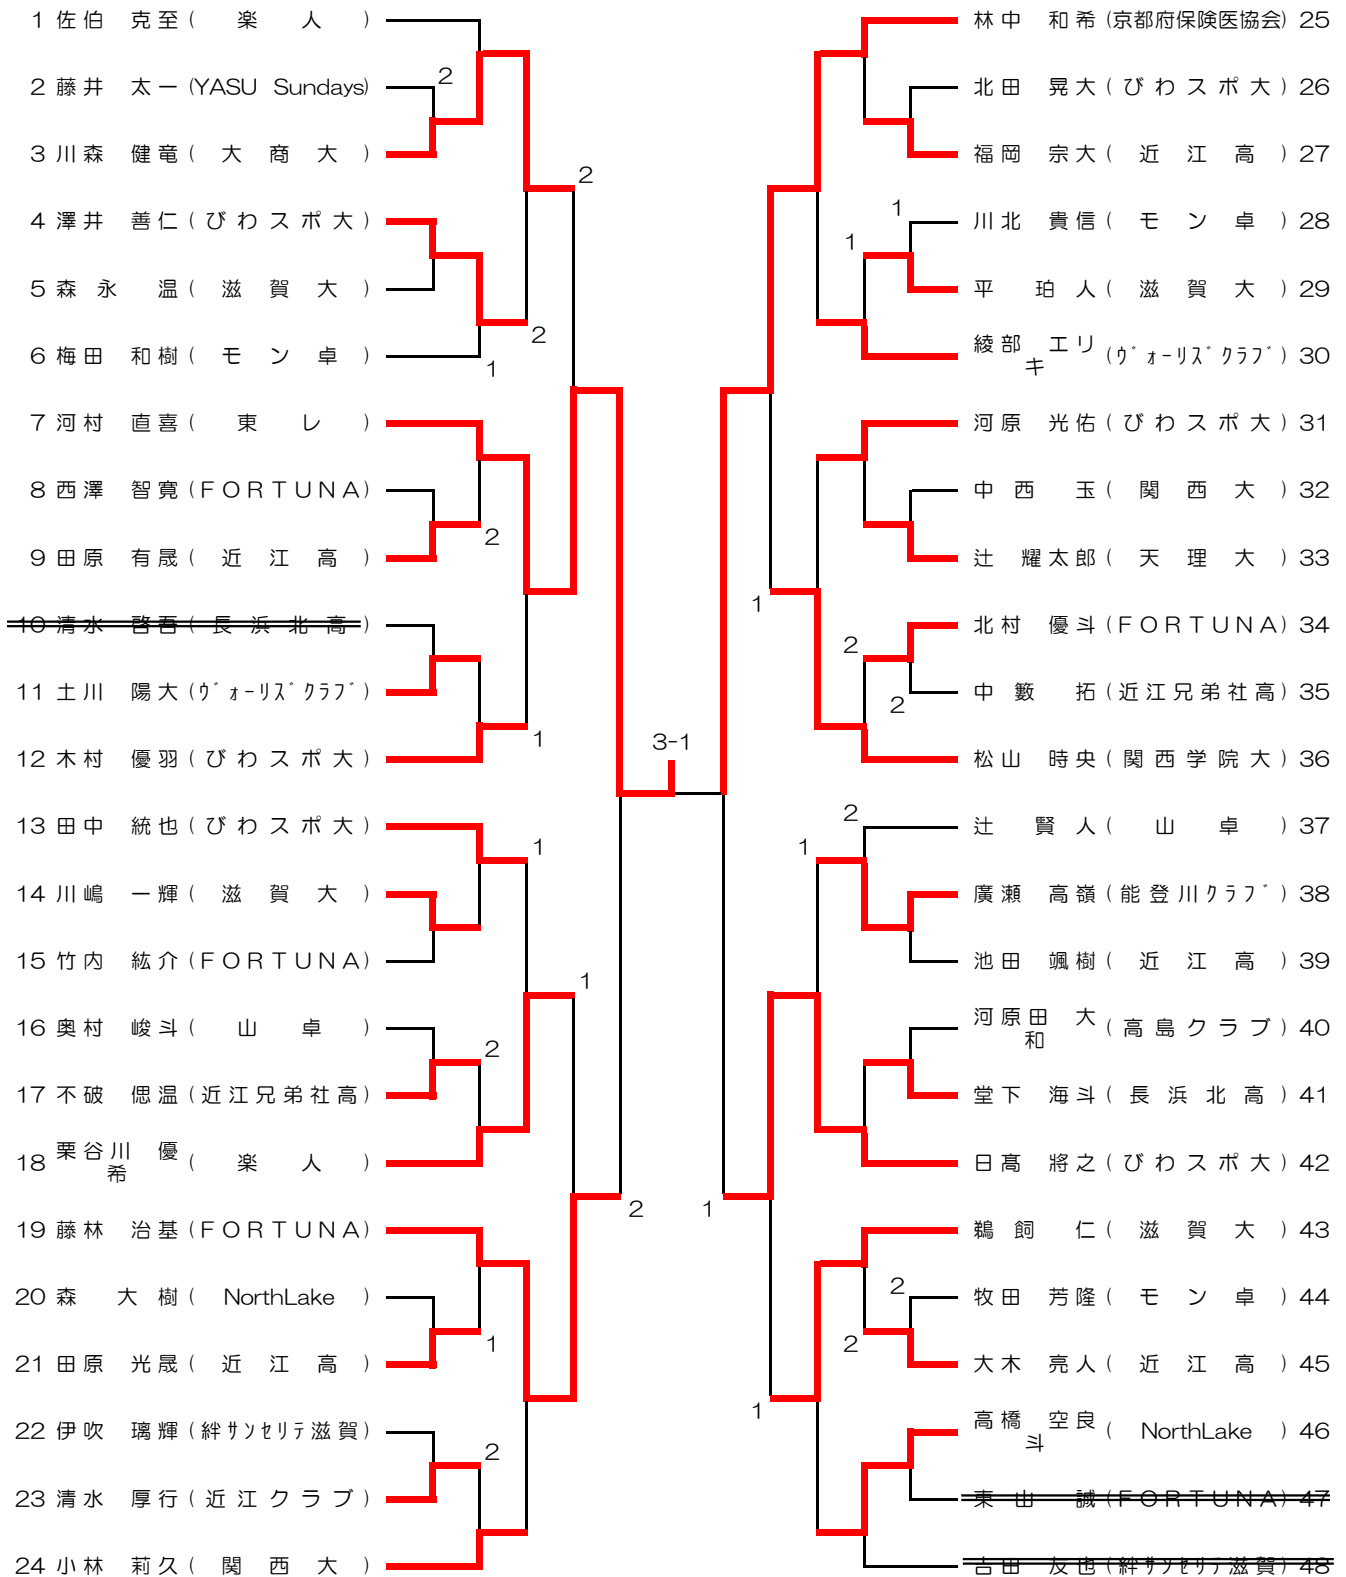 1 佐伯 克至 ( 楽 人 )
2 藤井 太一 (YASU Sundays)
2
3 川森 健竜 ( 大 商 大 )
2
4 澤井 善仁 ( びわスポ大 )
5 森永 温 ( 滋 賀 大 )
2
6 梅田 和樹 ( モ ン 卓 )
1
7 河村 直喜 ( 東 レ )
8 西澤 智寛 (FORTUNA)
2
9 田原 有晟 ( 近 江 高 )
10 清水 啓吾 ( 長 浜 北 高 )
11 土川 陽大 (ヴォーリズクラブ)
1
12 木村 優羽 ( びわスポ大 )
3-1
13 田中 統也 ( びわスポ大 )
1
14 川嶋 一輝 ( 滋 賀 大 )
15 竹内 紘介 (FORTUNA)
1
16 奥村 峻斗 ( 山 卓 )
2
17 不破 偲温 (近江兄弟社高)
18 栗谷川 優希 ( 楽 人 )
2
19 藤林 治基 (FORTUNA)
20 森 大樹 ( NorthLake )
1
21 田原 光晟 ( 近 江 高 )
22 伊吹 璃輝 (絆サンセリテ滋賀)
2
23 清水 厚行 ( 近江クラブ )
24 小林 莉久 ( 関 西 大 )
林中 和希 (京都府保険医協会) 25
北田 晃大 ( びわスポ大 ) 26
福岡 宗大 ( 近 江 高 ) 27
1
川北 貴信 ( モ ン 卓 ) 28
1
平 珀人 ( 滋 賀 大 ) 29
綾部 エリキ (ヴォーリズクラブ) 30
河原 光佑 ( びわスポ大 ) 31
中西 玉 ( 関 西 大 ) 32
辻 耀太郎 ( 天 理 大 ) 33
1
北村 優斗 (FORTUNA) 34
2
中籔 拓 (近江兄弟社高) 35
2
松山 時央 ( 関西学院大 ) 36
2
辻 賢人 ( 山 卓 ) 37
1
廣瀬 高嶺 ( 能登川クラブ ) 38
池田 颯樹 ( 近 江 高 ) 39
河原田 大和 ( 高島クラブ ) 40
堂下 海斗 ( 長 浜 北 高 ) 41
日髙 將之 ( びわスポ大 ) 42
1
鵜飼 仁 ( 滋 賀 大 ) 43
2
牧田 芳隆 ( モ ン 卓 ) 44
2
大木 亮人 ( 近 江 高 ) 45
1
高橋 空良斗 ( NorthLake ) 46
東山 誠 (FORTUNA) 47
吉田 友也 (絆サンセリテ滋賀) 48